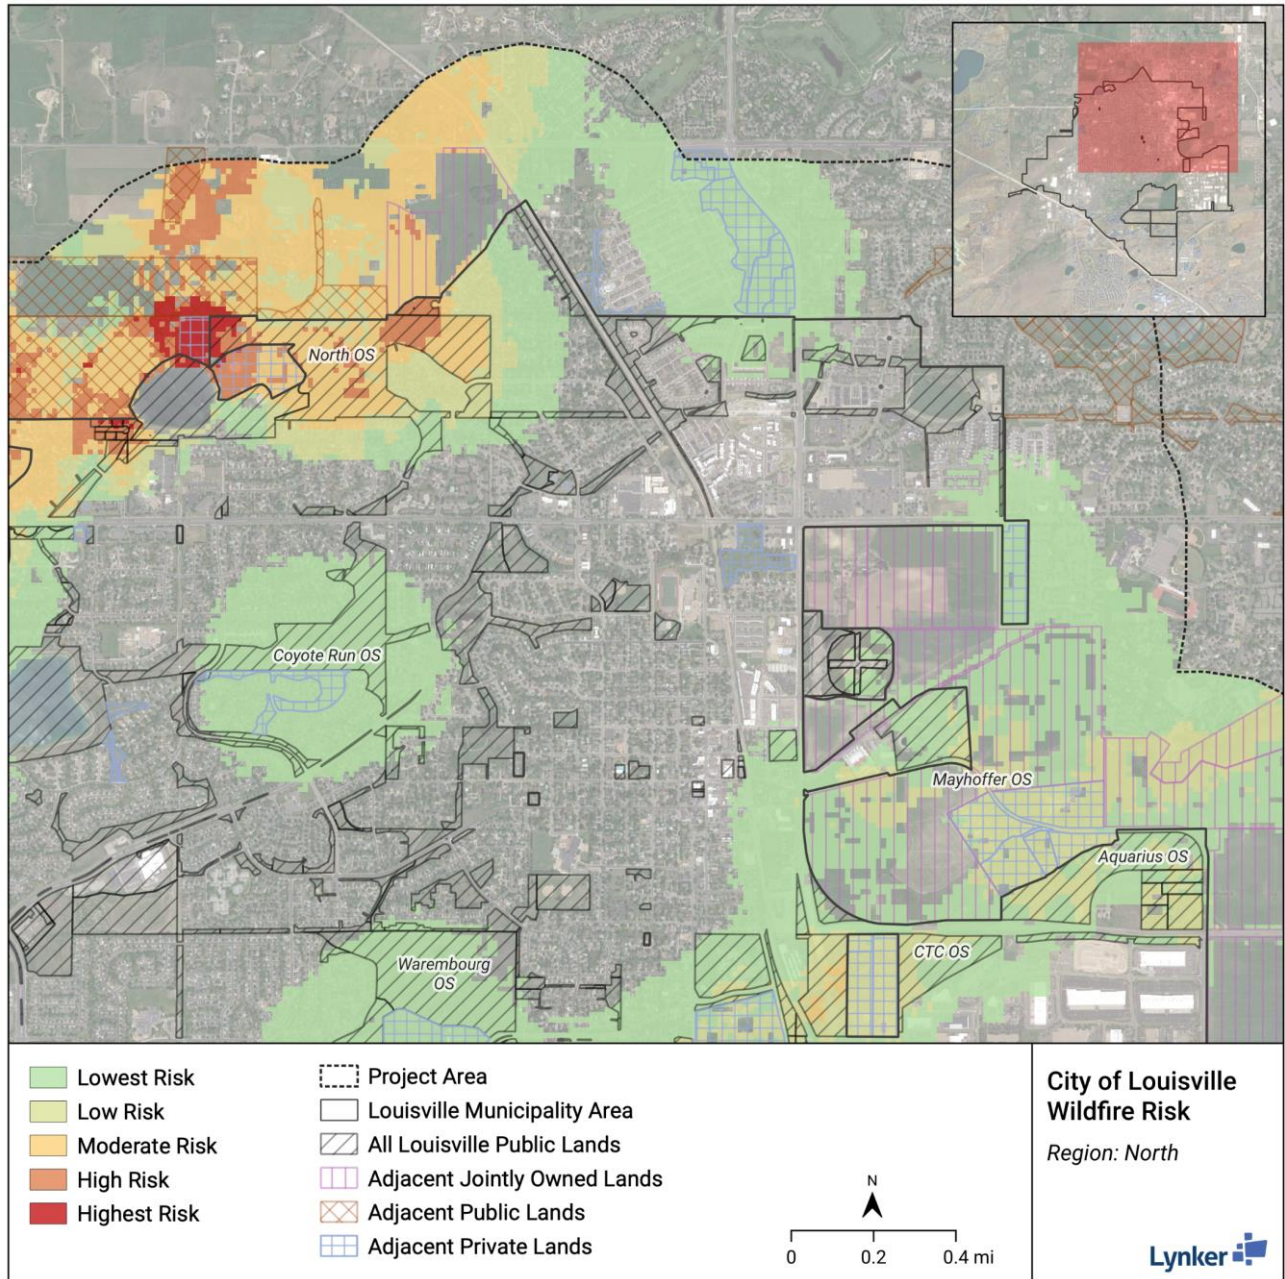 North OS
Coyote Run OS
Mayhoffer OS
Aquarius OS
Warembourg
OS
CTC OS
Lowest Risk
Low Risk
Moderate Risk
High Risk
Highest Risk
Project Area
Louisville Municipality Area
All Louisville Public Lands
Adjacent Jointly Owned Lands
Adjacent Public Lands
Adjacent Private Lands
N
0 0.2 0.4 mi
City of Louisville
Wildfire Risk
Region: North
Lynker